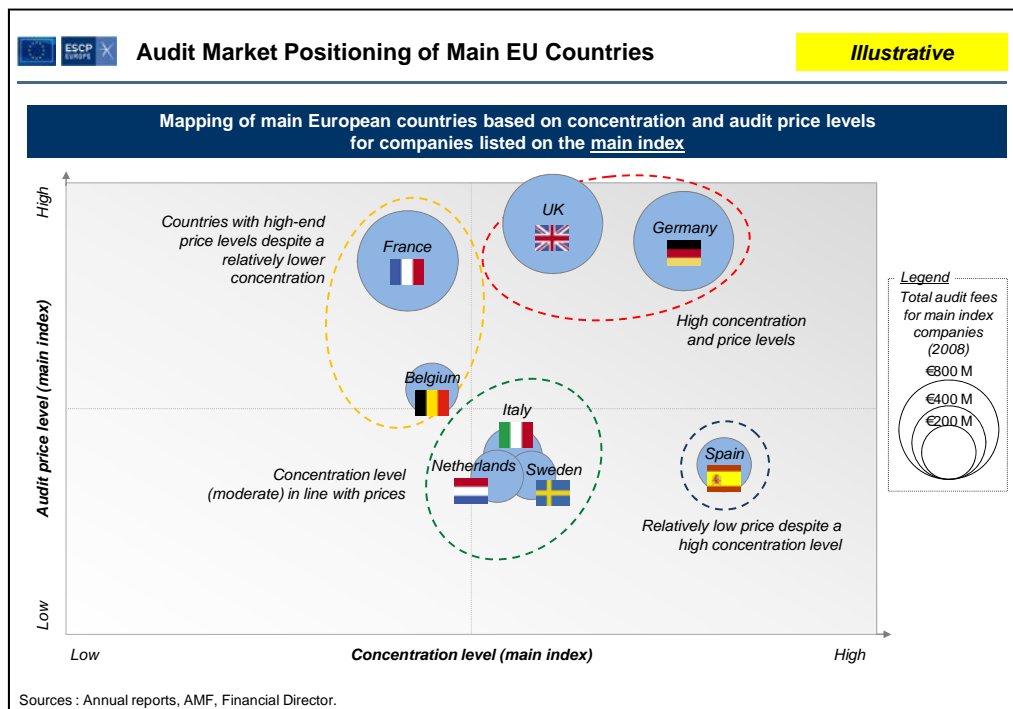 ESCP
EUROPE
Audit Market Positioning of Main EU Countries
Illustrative
Mapping of main European countries based on concentration and audit price levels
for companies listed on the main index
High
Audit price level (main index)
Low
Countries with high-end
price levels despite a
relatively lower
concentration
France
UK
Germany
High concentration
and price levels
Belgium
Italy
Netherlands
Sweden
Concentration level
(moderate) in line with prices
Spain
Relatively low price despite a
high concentration level
Legend
Total audit fees
for main index
companies
(2008)
€800 M
€400 M
€200 M
Low
Concentration level (main index)
High
Sources : Annual reports, AMF, Financial Director.